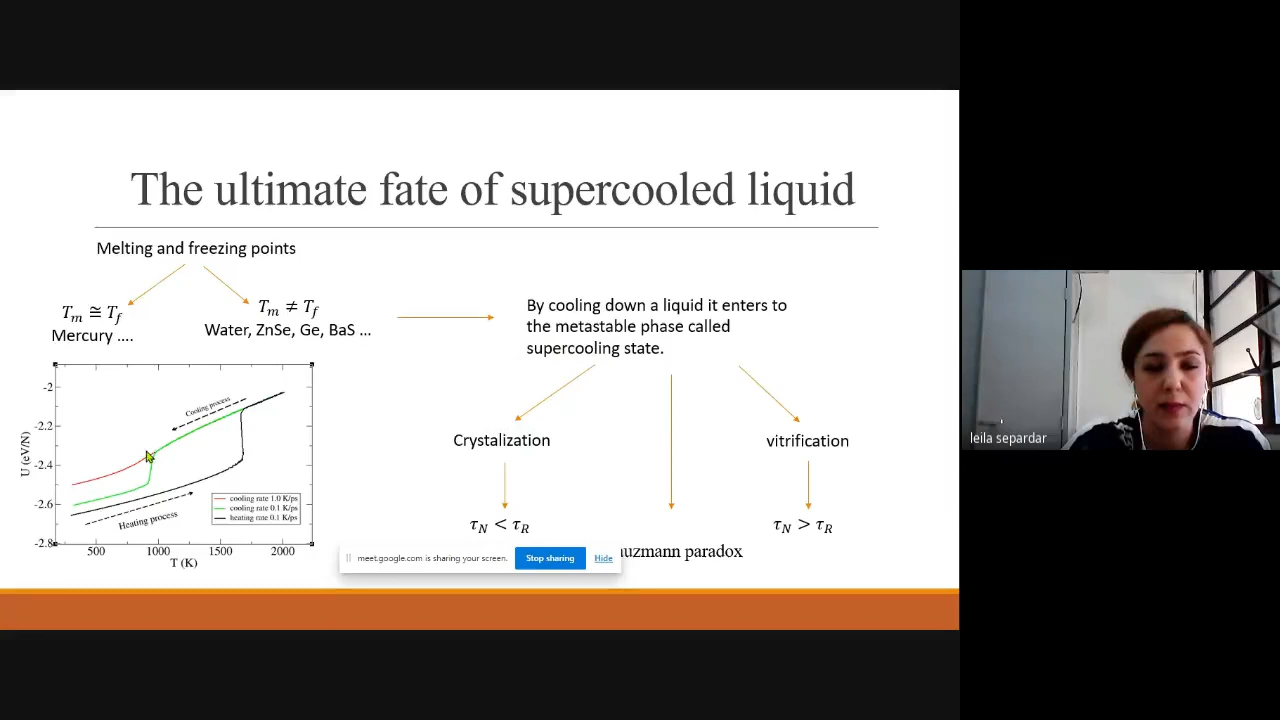 The ultimate fate of supercooled liquid
Melting and freezing points
T_m ≅ T_f
Mercury ....
T_m ≠ T_f
Water, ZnSe, Ge, BaS ...
By cooling down a liquid it enters to
the metastable phase called
supercooling state.
Crystalization
vitrification
τ_N < τ_R
τ_N > τ_R
uzmann paradox
U (eV/N)
-2
-2.2
-2.4
-2.6
-2.8
Cooling process
Heating process
cooling rate 1.0 K/ps
cooling rate 0.1 K/ps
heating rate 0.1 K/ps
500 1000 1500 2000
T (K)
meet.google.com is sharing your screen.
Stop sharing
Hide
leila separdar